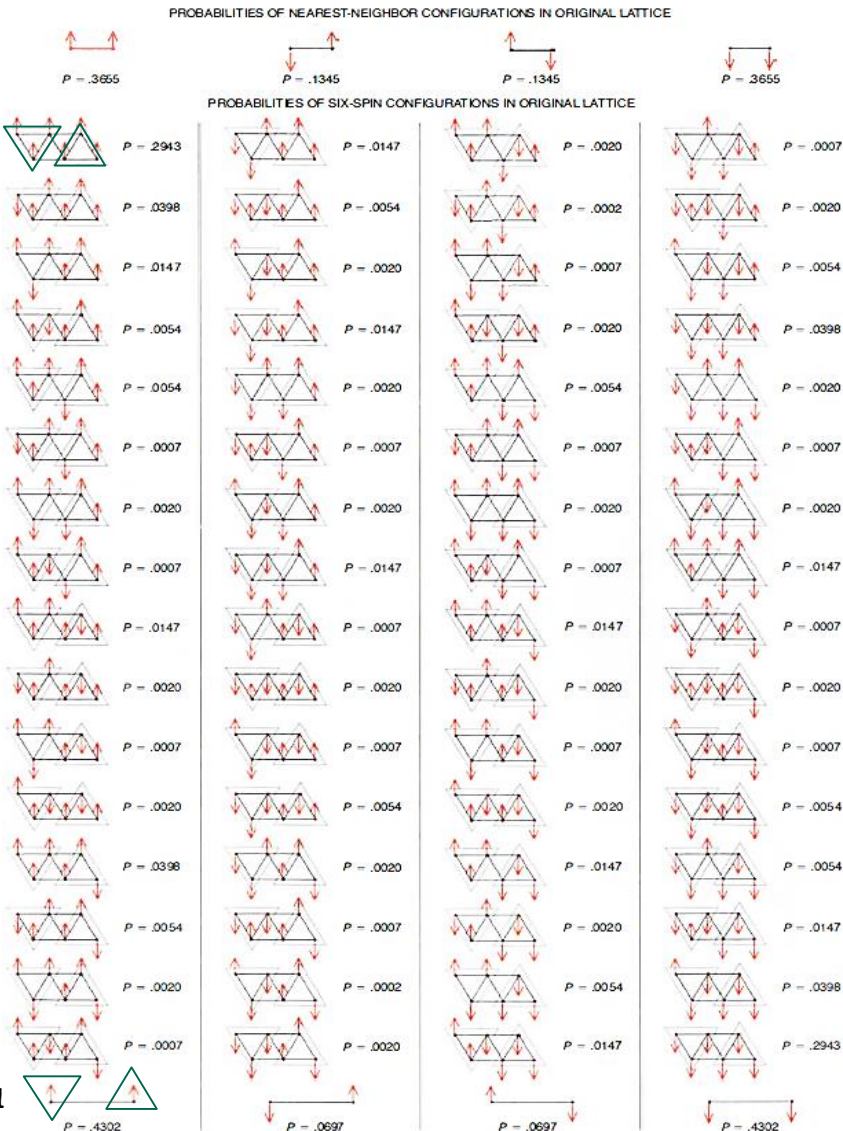 PROBABILITIES OF NEAREST-NEIGHBOR CONFIGURATIONS IN ORIGINAL LATTICE
P = .3655 P = .1345 P = .1345 P = .3655
PROBABILITIES OF SIX-SPIN CONFIGURATIONS IN ORIGINAL LATTICE
P = .2943 P = .0147 P = .0020 P = .0007
P = .0398 P = .0054 P = .0002 P = .0020
P = .0147 P = .0020 P = .0007 P = .0054
P = .0054 P = .0147 P = .0020 P = .0398
P = .0054 P = .0020 P = .0054 P = .0020
P = .0007 P = .0007 P = .0007 P = .0007
P = .0020 P = .0020 P = .0020 P = .0020
P = .0007 P = .0147 P = .0007 P = .0147
P = .0147 P = .0007 P = .0147 P = .0007
P = .0020 P = .0020 P = .0020 P = .0020
P = .0007 P = .0007 P = .0007 P = .0007
P = .0020 P = .0054 P = .0020 P = .0054
P = .0398 P = .0020 P = .0147 P = .0054
P = .0054 P = .0007 P = .0020 P = .0147
P = .0020 P = .0002 P = .0054 P = .0398
P = .0007 P = .0020 P = .0147 P = .2943
P = .4302 P = .0697 P = .0697 P = .4302